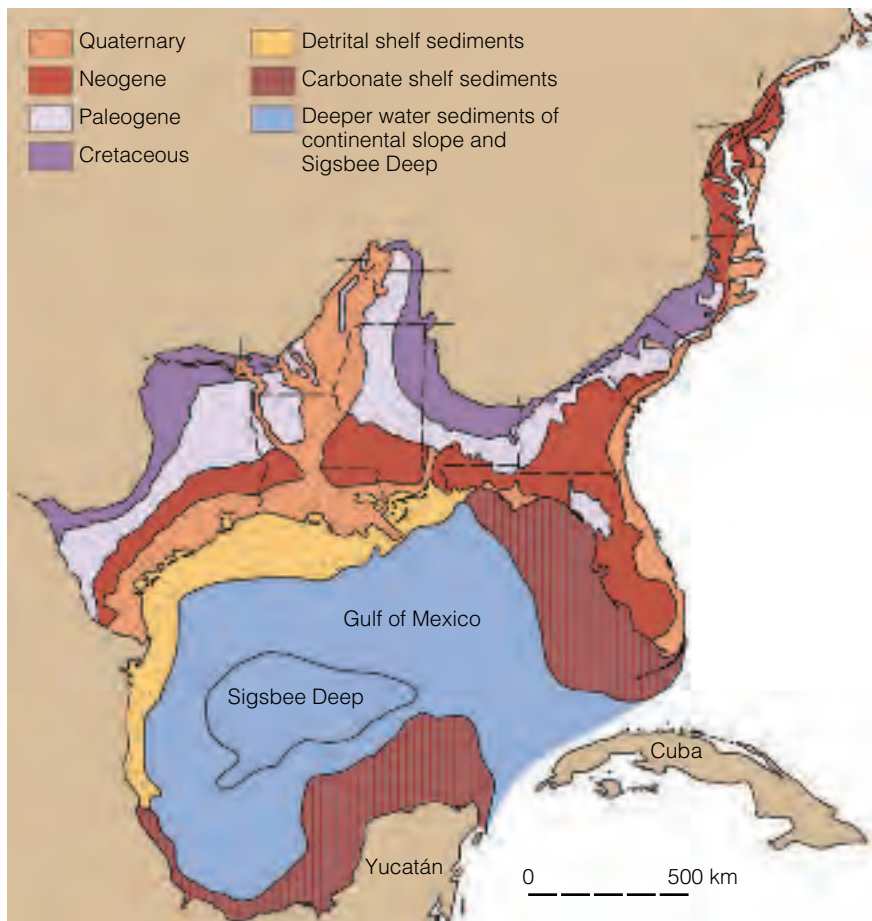 Quaternary
Neogene
Paleogene
Cretaceous
Detrital shelf sediments
Carbonate shelf sediments
Deeper water sediments of
continental slope and
Sigsbee Deep
Gulf of Mexico
Sigsbee Deep
Cuba
Yucatán
0 500 km